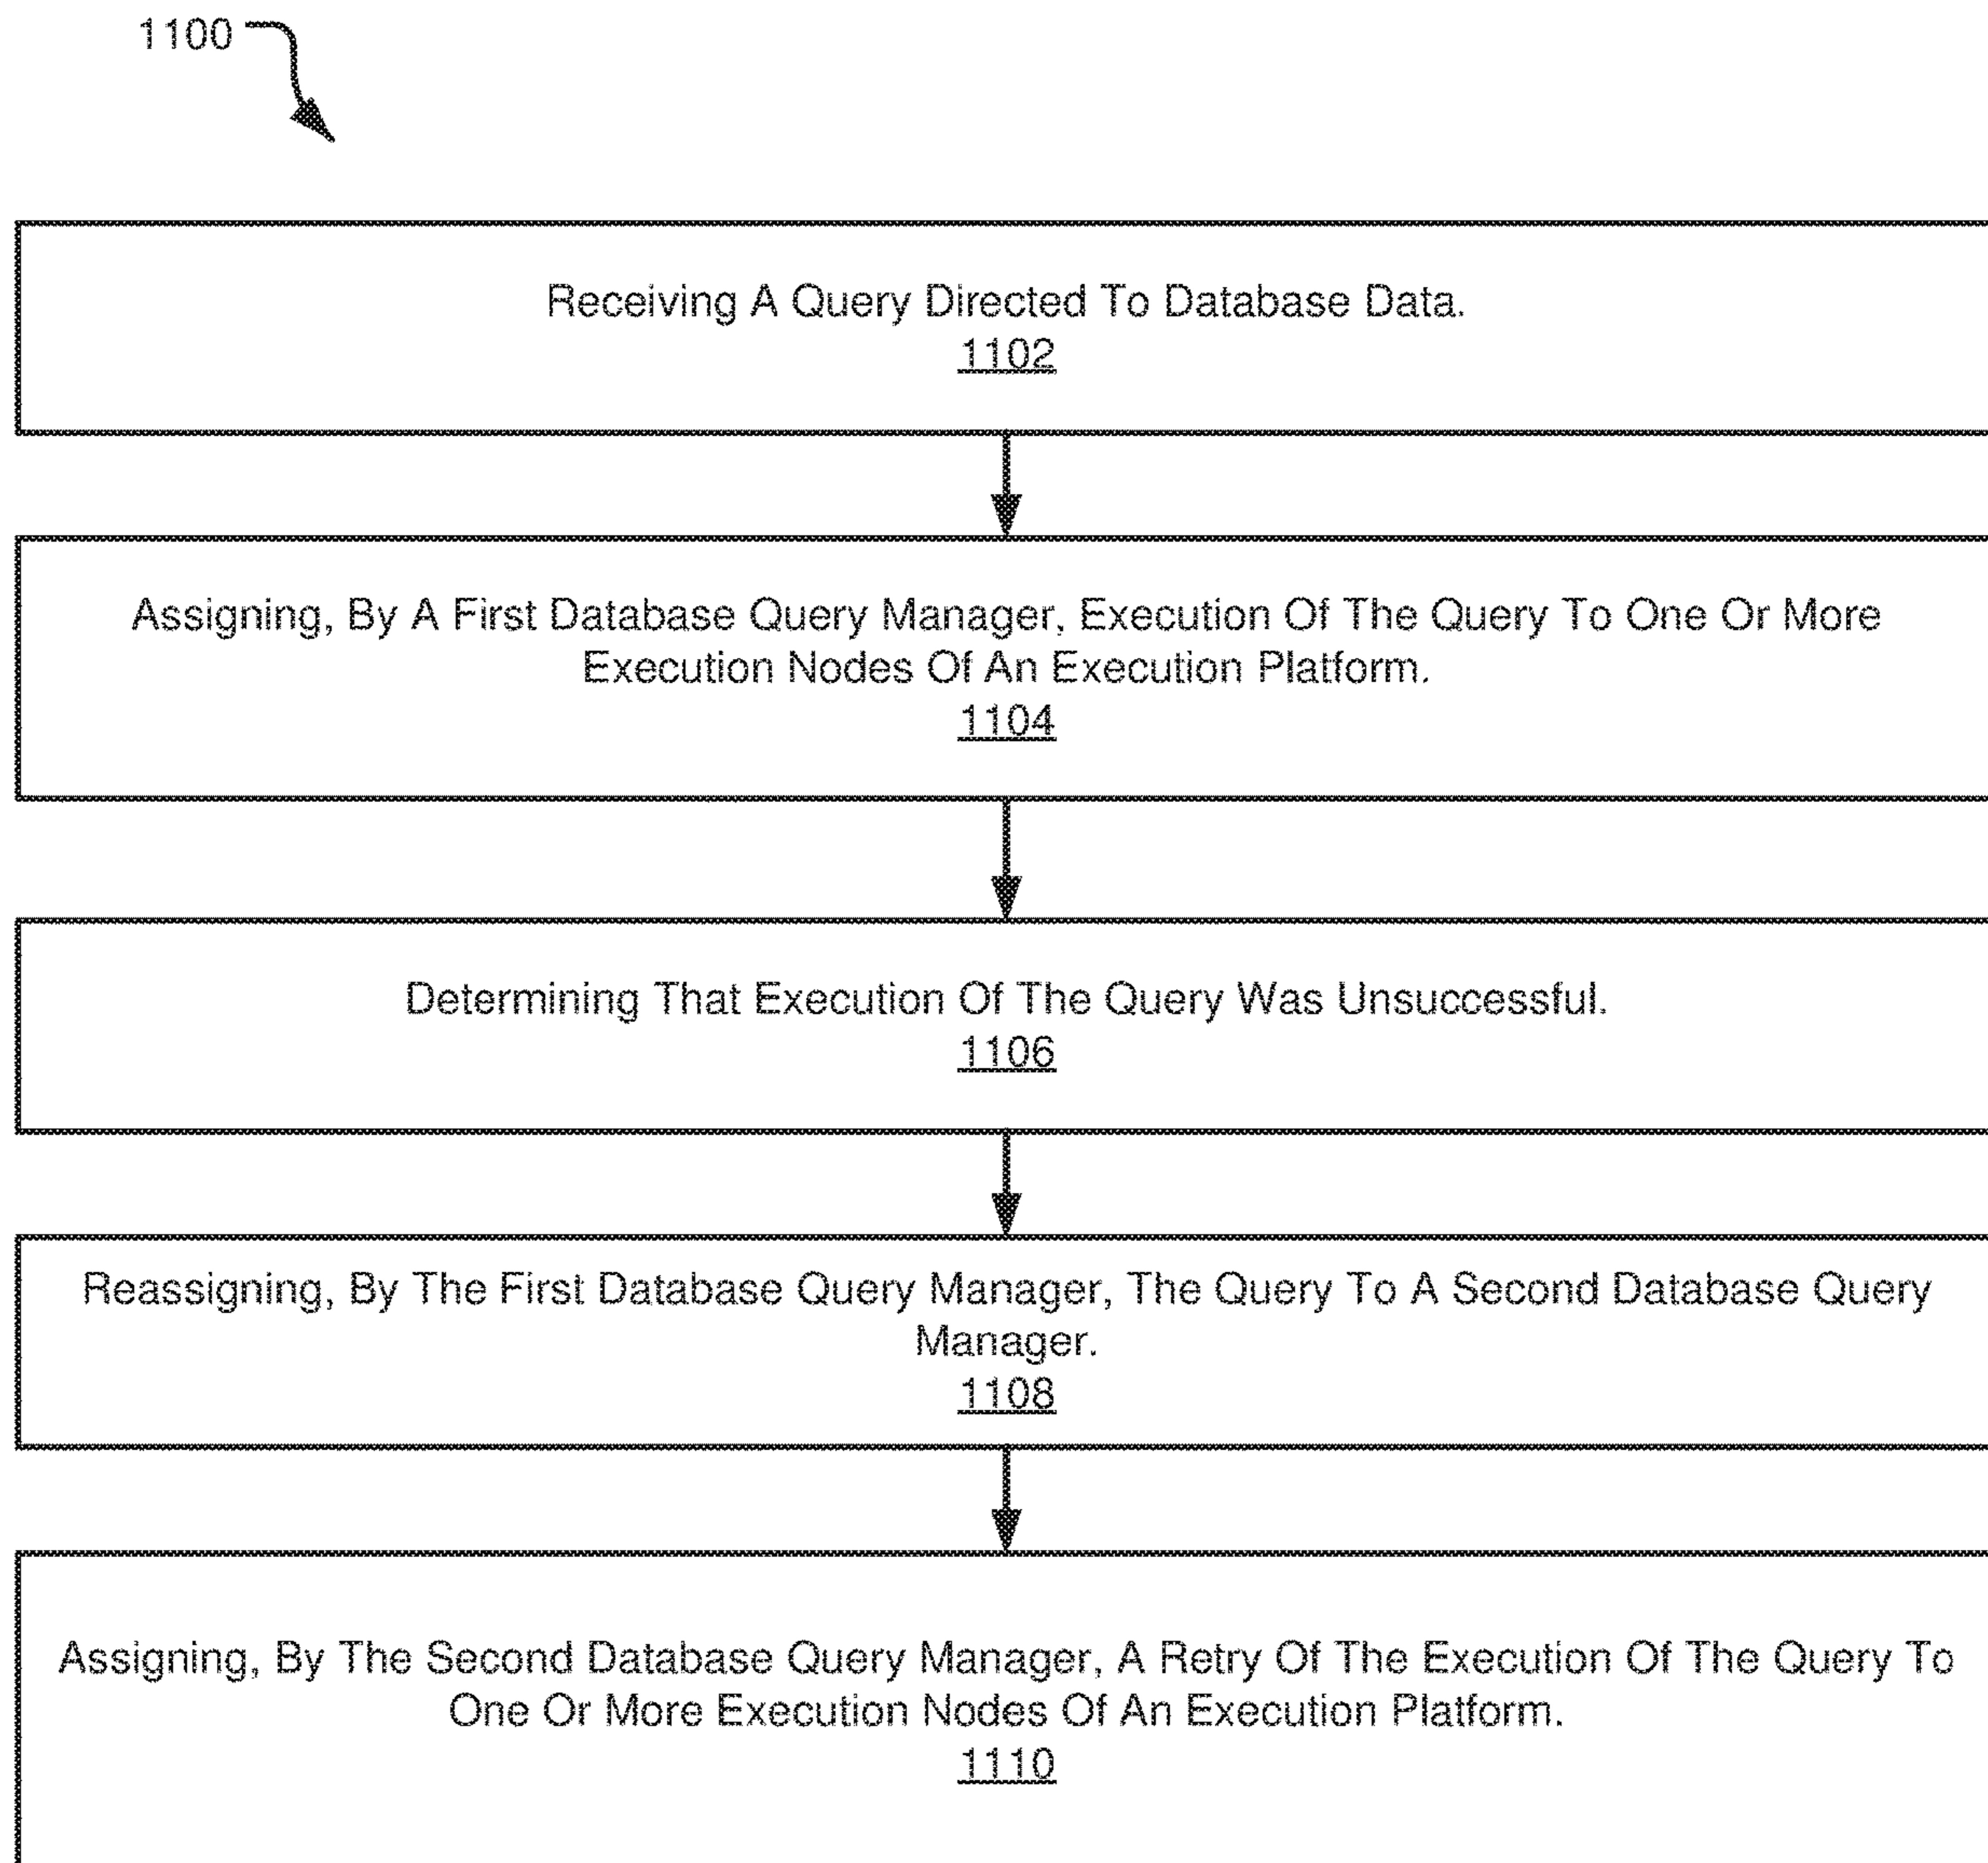 1100
Receiving A Query Directed To Database Data.
1102
Assigning, By A First Database Query Manager, Execution Of The Query To One Or More
Execution Nodes Of An Execution Platform.
1104
Determining That Execution Of The Query Was Unsuccessful.
1106
Reassigning, By The First Database Query Manager, The Query To A Second Database Query
Manager.
1108
Assigning, By The Second Database Query Manager, A Retry Of The Execution Of The Query To
One Or More Execution Nodes Of An Execution Platform.
1110